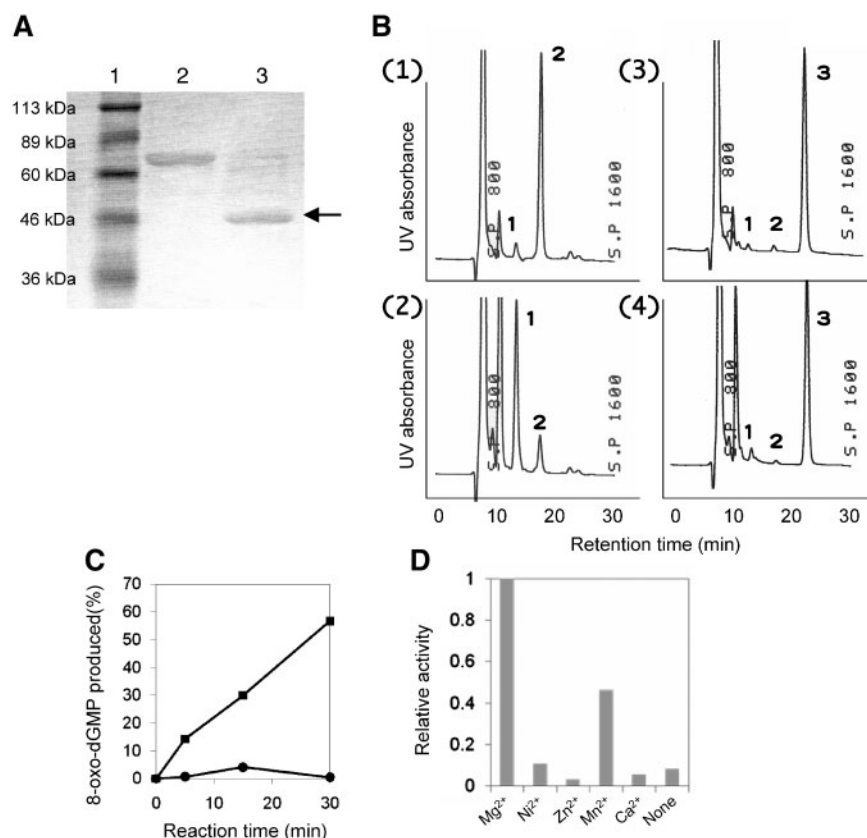 A
1 2 3
113 kDa
89 kDa
60 kDa
46 kDa
36 kDa
B
(1)
UV absorbance
800
1
2
S.P 1600
(3)
800
1
2
3
S.P 1600
(2)
UV absorbance
800
1
2
S.P 1600
(4)
800
1
2
3
S.P 1600
0 10 20 30
0 10 20 30
Retention time (min)
C
8-oxo-dGMP produced(%)
70
60
50
40
30
20
10
0
0 10 20 30
Reaction time (min)
D
Relative activity
1
0.8
0.6
0.4
0.2
0
Mg²⁺ Ni²⁺ Zn²⁺ Mn²⁺ Ca²⁺ None